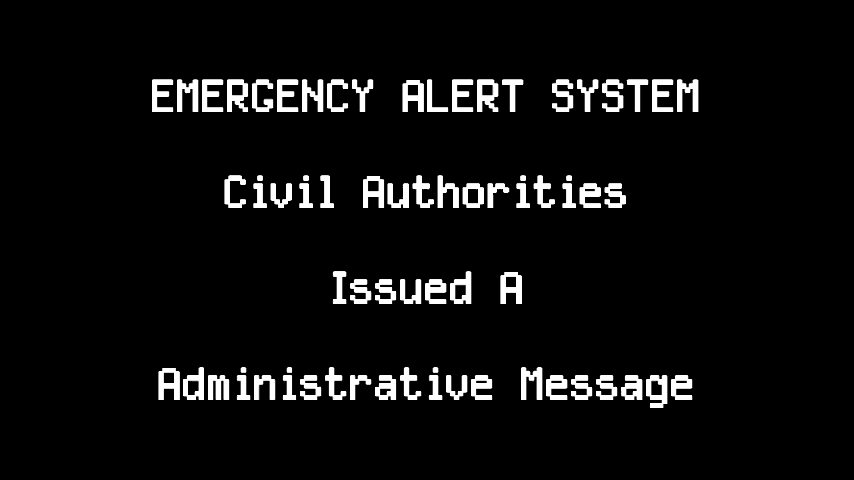 EMERGENCY ALERT SYSTEM
Civil Authorities
Issued A
Administrative Message